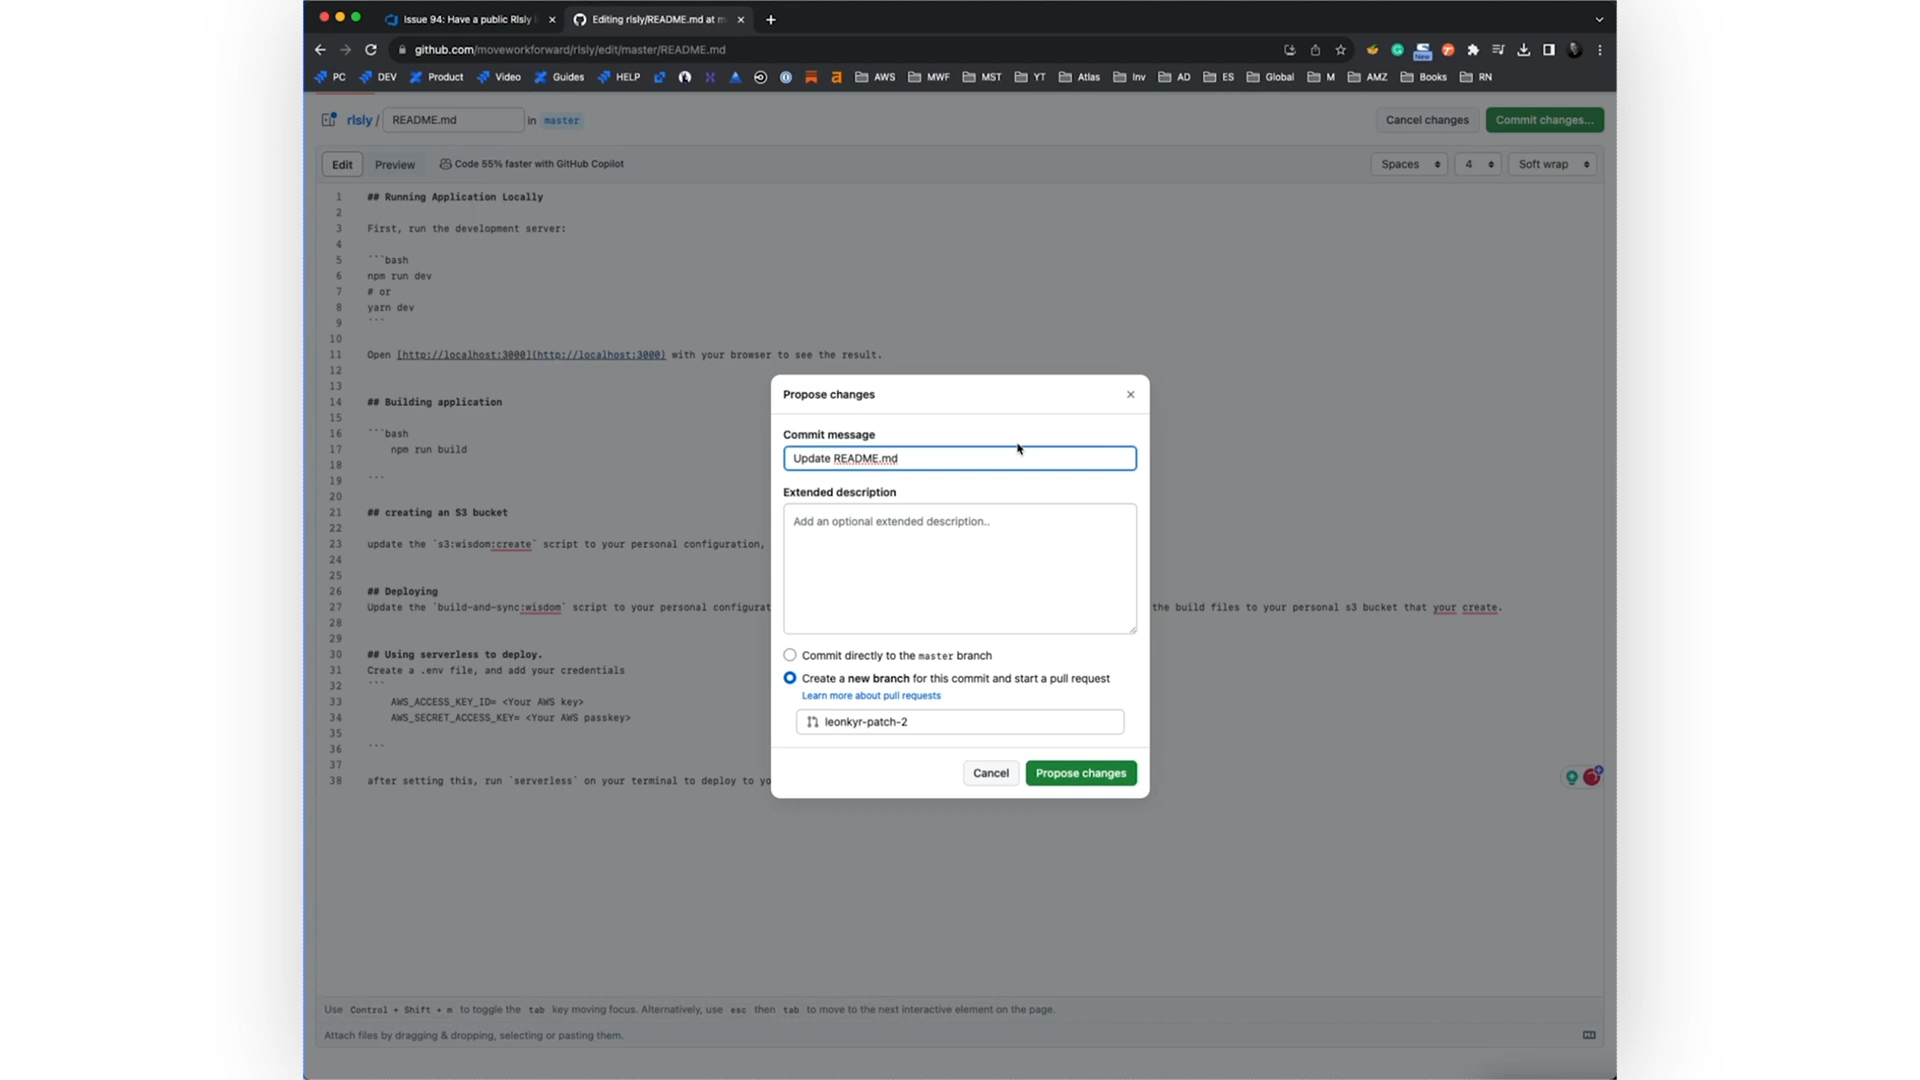 Issue 94: Have a public Rlsly
Editing rlsly/README.md at m
github.com/moveworkforward/rlsly/edit/master/README.md
New
PC DEV Product Video Guides HELP AWS MWF MST YT Atlas Inv AD ES Global M AMZ Books RN
rlsly / README.md in master
Cancel changes Commit changes...
Edit Preview Code 55% faster with GitHub Copilot
Spaces 4 Soft wrap
1 ## Running Application Locally
2
3 First, run the development server:
4
5 ```bash
6 npm run dev
7 # or
8 yarn dev
9 ```
10
11 Open [http://localhost:3000](http://localhost:3000) with your browser to see the result.
12
13
14 ## Building application
15
16 ```bash
17 npm run build
18
19 ```
20
21 ## creating an S3 bucket
22
23 update the `s3:wisdom:create` script to your personal configuration,
24
25
26 ## Deploying
27 Update the `build-and-sync:wisdom` script to your personal configurat the build files to your personal s3 bucket that your create.
28
29
30 ## Using serverless to deploy.
31 Create a .env file, and add your credentials
32 ```
33 AWS_ACCESS_KEY_ID= <Your AWS key>
34 AWS_SECRET_ACCESS_KEY= <Your AWS passkey>
35
36 ```
37
38 after setting this, run `serverless` on your terminal to deploy to yo
Propose changes
Commit message
Update README.md
Extended description
Add an optional extended description..
Commit directly to the master branch
Create a new branch for this commit and start a pull request
Learn more about pull requests
leonkyr-patch-2
Cancel Propose changes
Use Control + Shift + m to toggle the tab key moving focus. Alternatively, use esc then tab to move to the next interactive element on the page.
Attach files by dragging & dropping, selecting or pasting them.